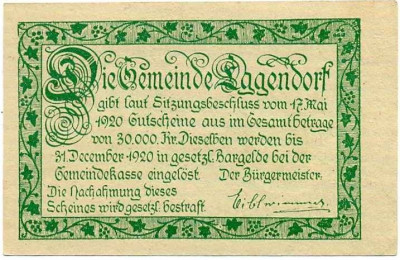 Die Gemeinde Eggendorf
gibt laut Sitzungsbeschluss vom 17. Mai
1920 Gutscheine aus im Gesamtbetrage
von 30.000 Kr. Dieselben werden bis
31. December 1920 in gesetzl. Bargelde bei der
Gemeindekasse eingelöst. Der Bürgermeister:
Die Nachahmung dieses
Scheines wird gesetzl. bestraft.